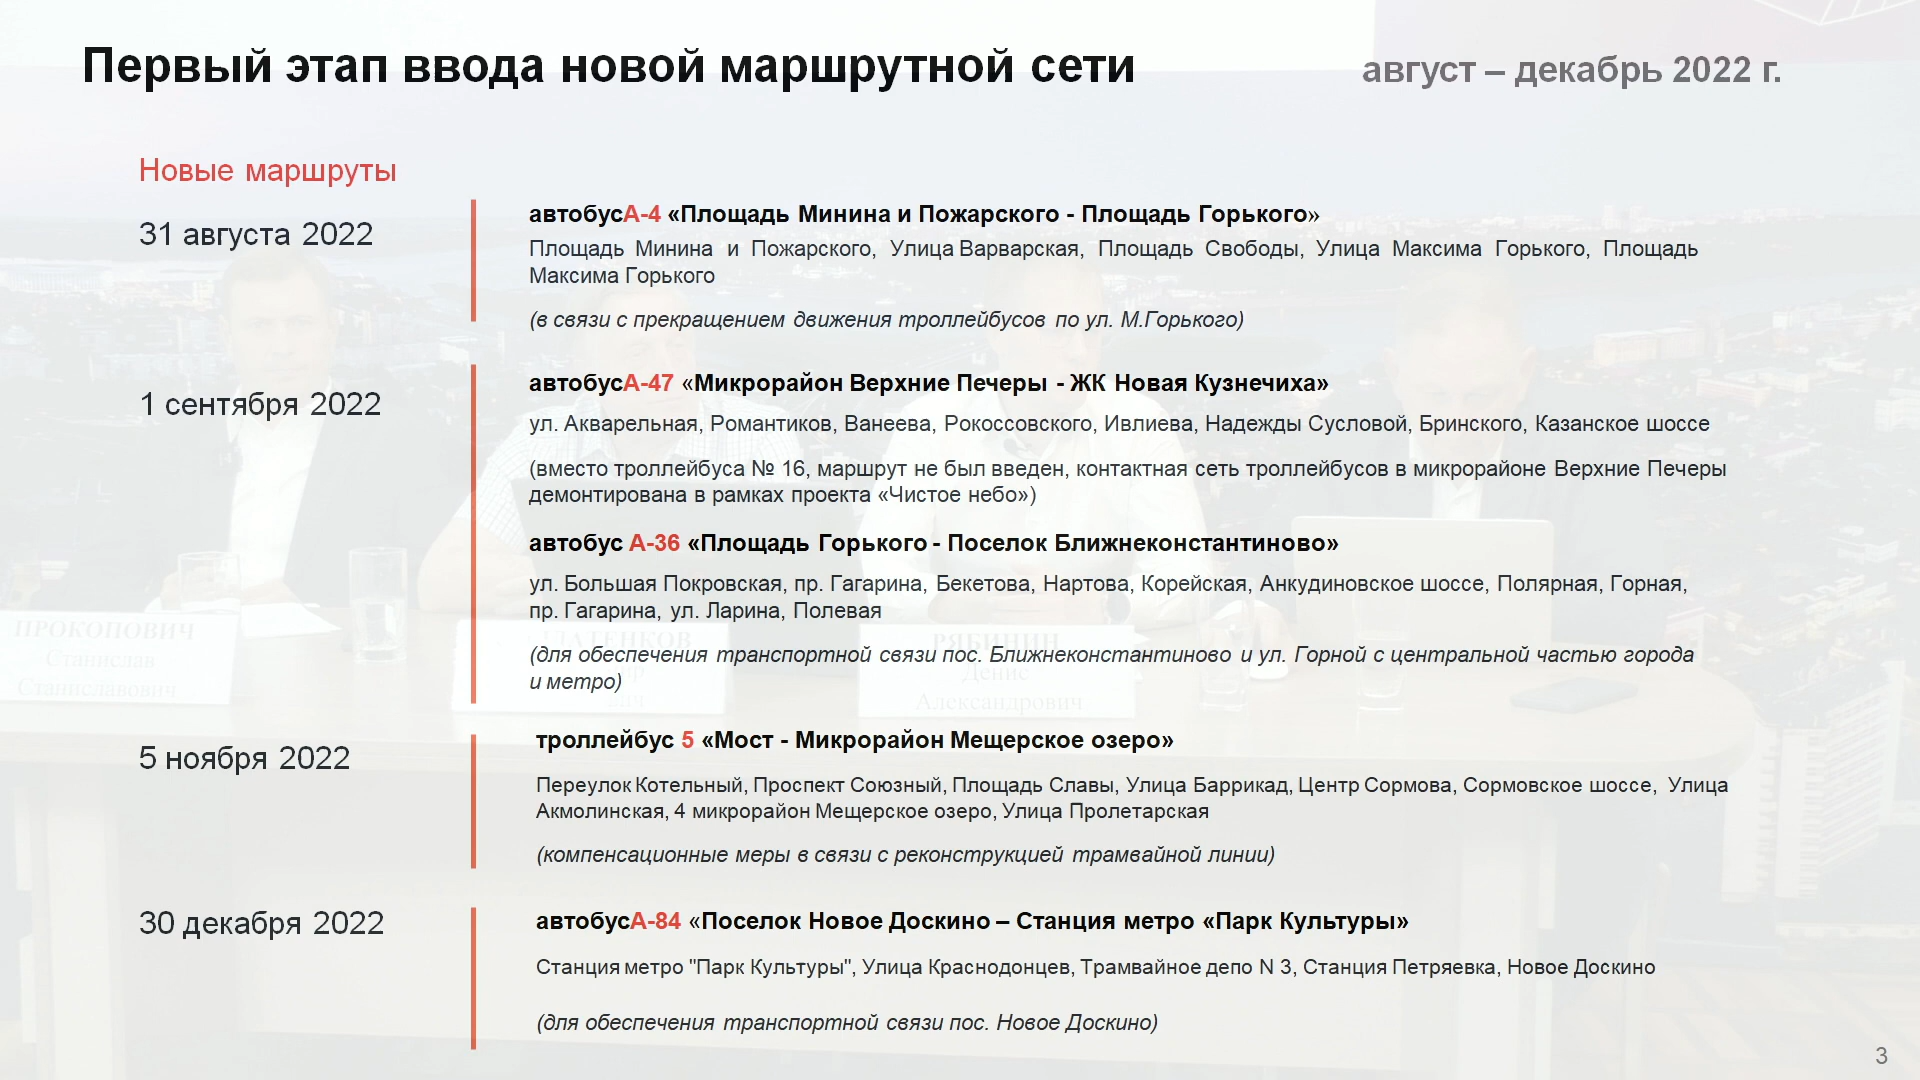 Первый этап ввода новой маршрутной сети
август – декабрь 2022 г.
Новые маршруты
31 августа 2022
автобусА-4 «Площадь Минина и Пожарского - Площадь Горького»
Площадь Минина и Пожарского, Улица Варварская, Площадь Свободы, Улица Максима Горького, Площадь
Максима Горького
(в связи с прекращением движения троллейбусов по ул. М.Горького)
1 сентября 2022
автобусА-47 «Микрорайон Верхние Печеры - ЖК Новая Кузнечиха»
ул. Акварельная, Романтиков, Ванеева, Рокоссовского, Ивлиева, Надежды Сусловой, Бринского, Казанское шоссе
(вместо троллейбуса № 16, маршрут не был введен, контактная сеть троллейбусов в микрорайоне Верхние Печеры
демонтирована в рамках проекта «Чистое небо»)
автобус А-36 «Площадь Горького - Поселок Ближнеконстантиново»
ул. Большая Покровская, пр. Гагарина, Бекетова, Нартова, Корейская, Анкудиновское шоссе, Полярная, Горная,
пр. Гагарина, ул. Ларина, Полевая
(для обеспечения транспортной связи пос. Ближнеконстантиново и ул. Горной с центральной частью города
и метро)
ПРОКОПОВИЧ
Станислав
Станиславович
РЯБИНИН
Денис
Александрович
5 ноября 2022
троллейбус 5 «Мост - Микрорайон Мещерское озеро»
Переулок Котельный, Проспект Союзный, Площадь Славы, Улица Баррикад, Центр Сормова, Сормовское шоссе, Улица
Акмолинская, 4 микрорайон Мещерское озеро, Улица Пролетарская
(компенсационные меры в связи с реконструкцией трамвайной линии)
30 декабря 2022
автобусА-84 «Поселок Новое Доскино – Станция метро «Парк Культуры»
Станция метро "Парк Культуры", Улица Краснодонцев, Трамвайное депо N 3, Станция Петряевка, Новое Доскино
(для обеспечения транспортной связи пос. Новое Доскино)
3